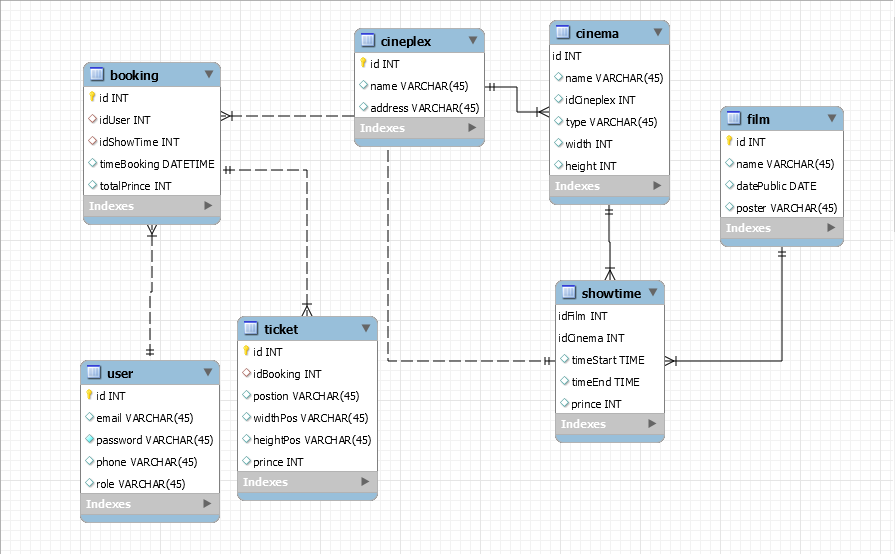 booking
id INT
idUser INT
idShowTime INT
timeBooking DATETIME
totalPrince INT
Indexes
cineplex
id INT
name VARCHAR(45)
address VARCHAR(45)
Indexes
cinema
id INT
name VARCHAR(45)
idCineplex INT
type VARCHAR(45)
width INT
height INT
Indexes
film
id INT
name VARCHAR(45)
datePublic DATE
poster VARCHAR(45)
Indexes
user
id INT
email VARCHAR(45)
password VARCHAR(45)
phone VARCHAR(45)
role VARCHAR(45)
Indexes
ticket
id INT
idBooking INT
postion VARCHAR(45)
widthPos VARCHAR(45)
heightPos VARCHAR(45)
prince INT
Indexes
showtime
idFilm INT
idCinema INT
timeStart TIME
timeEnd TIME
prince INT
Indexes